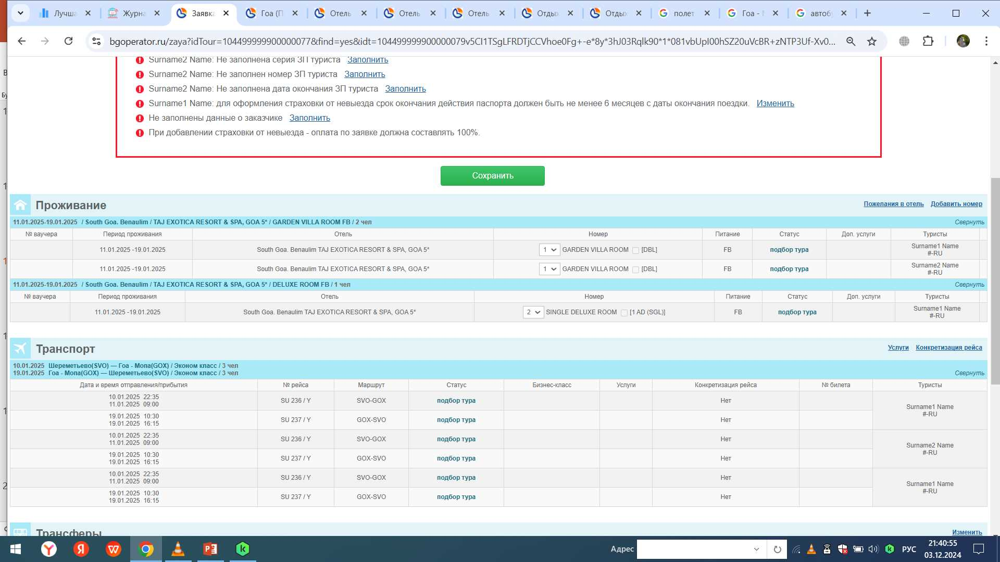 Лучша
Журна
Заявка
Гоа (П
Отель
Отель
Отель
Отдых
Отдых
полет
Гоа -
автобу
bgoperator.ru/zaya?idTour=104499999900000077&find=yes&idt=104499999900000079v5CI1TSgLFRDTjCCVhoe0Fg+-e*8y*3hJ03Rqlk90*1*081vbUpI00hSZ20uVcBR+zNTP3Uf-Xv0...
Surname2 Name: Не заполнена серия ЗП туриста Заполнить
Surname2 Name: Не заполнен номер ЗП туриста Заполнить
Surname2 Name: Не заполнена дата окончания ЗП туриста Заполнить
Surname1 Name: для оформления страховки от невыезда срок окончания действия паспорта должен быть не менее 6 месяцев с даты окончания поездки. Изменить
Не заполнены данные о заказчике Заполнить
При добавлении страховки от невыезда - оплата по заявке должна составлять 100%.
Сохранить
Проживание Пожелания в отель Добавить номер
11.01.2025-19.01.2025 / South Goa. Benaulim / TAJ EXOTICA RESORT & SPA, GOA 5* / GARDEN VILLA ROOM FB / 2 чел Свернуть
№ ваучера Период проживания Отель Номер Питание Статус Доп. услуги Туристы
11.01.2025 -19.01.2025 South Goa. Benaulim TAJ EXOTICA RESORT & SPA, GOA 5* 1 GARDEN VILLA ROOM [DBL] FB подбор тура Surname1 Name
#-RU
11.01.2025 -19.01.2025 South Goa. Benaulim TAJ EXOTICA RESORT & SPA, GOA 5* 1 GARDEN VILLA ROOM [DBL] FB подбор тура Surname2 Name
#-RU
11.01.2025-19.01.2025 / South Goa. Benaulim / TAJ EXOTICA RESORT & SPA, GOA 5* / DELUXE ROOM FB / 1 чел Свернуть
№ ваучера Период проживания Отель Номер Питание Статус Доп. услуги Туристы
11.01.2025 -19.01.2025 South Goa. Benaulim TAJ EXOTICA RESORT & SPA, GOA 5* 2 SINGLE DELUXE ROOM [1 AD (SGL)] FB подбор тура Surname1 Name
#-RU
Транспорт Услуги Конкретизация рейса
10.01.2025 Шереметьево(SVO) — Гоа - Мопа(GOX) / Эконом класс / 3 чел
19.01.2025 Гоа - Мопа(GOX) — Шереметьево(SVO) / Эконом класс / 3 чел Свернуть
Дата и время отправления/прибытия № рейса Маршрут Статус Бизнес-класс Услуги Конкретизация рейса № билета Туристы
10.01.2025 22:35
11.01.2025 09:00 SU 236 / Y SVO-GOX подбор тура Нет
Surname1 Name
#-RU
19.01.2025 10:30
19.01.2025 16:15 SU 237 / Y GOX-SVO подбор тура Нет
10.01.2025 22:35
11.01.2025 09:00 SU 236 / Y SVO-GOX подбор тура Нет
Surname2 Name
#-RU
19.01.2025 10:30
19.01.2025 16:15 SU 237 / Y GOX-SVO подбор тура Нет
10.01.2025 22:35
11.01.2025 09:00 SU 236 / Y SVO-GOX подбор тура Нет
Surname1 Name
#-RU
19.01.2025 10:30
19.01.2025 16:15 SU 237 / Y GOX-SVO подбор тура Нет
Трансферы Изменить
Адрес
РУС
21:40:55
03.12.2024